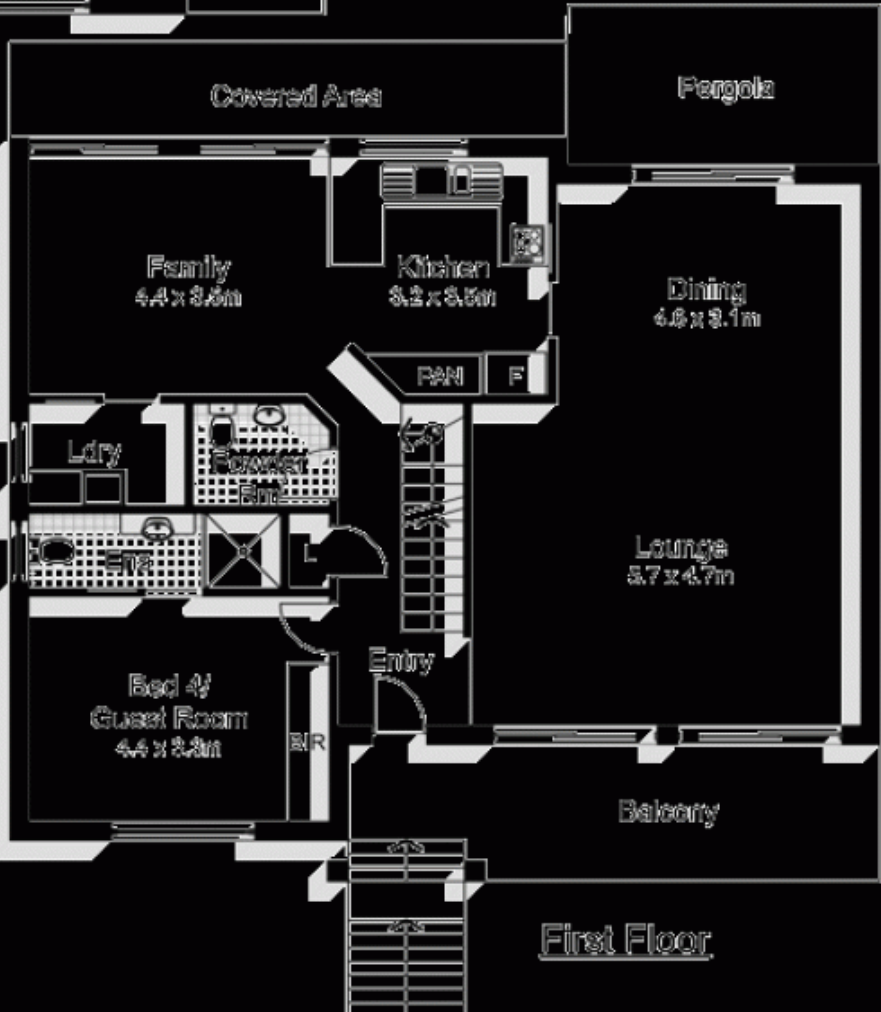 Covered Area
Pergola
Family
4.4 x 3.6m
Kitchen
3.2 x 3.5m
Dining
4.6 x 3.1m
PAN
F
Ldry
Powder
Rm
Ens
L
Lounge
5.7 x 4.7m
Entry
Bed 4/
Guest Room
4.4 x 3.3m
BIR
Balcony
First Floor